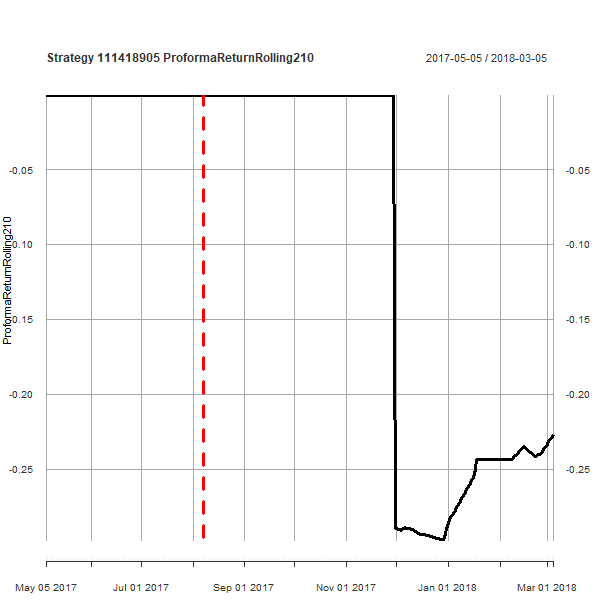 Strategy 111418905 ProformaReturnRolling210
2017-05-05 / 2018-03-05
ProformaReturnRolling210
-0.05
-0.10
-0.15
-0.20
-0.25
-0.05
-0.10
-0.15
-0.20
-0.25
May 05 2017
Jul 01 2017
Sep 01 2017
Nov 01 2017
Jan 01 2018
Mar 01 2018